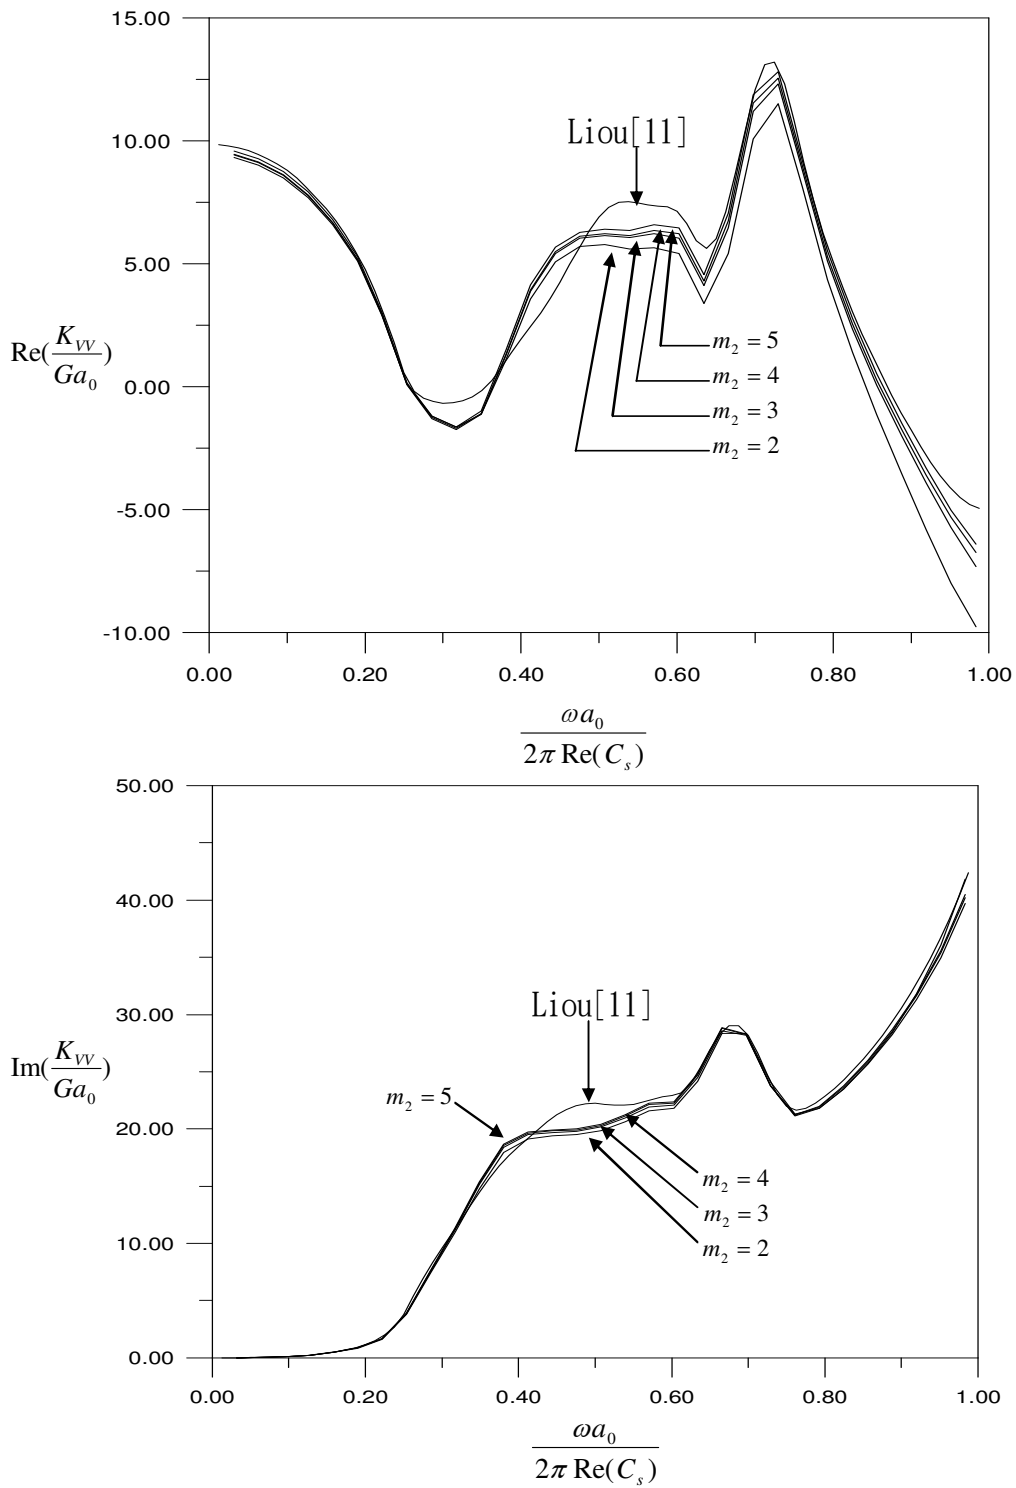 15.00
10.00
5.00
0.00
-5.00
-10.00
Re(K_VV/Ga_0)
Liou[11]
m_2 = 5
m_2 = 4
m_2 = 3
m_2 = 2
0.00 0.20 0.40 0.60 0.80 1.00
ωa_0
2π Re(C_s)
50.00
40.00
30.00
20.00
10.00
0.00
Im(K_VV/Ga_0)
Liou[11]
m_2 = 5
m_2 = 4
m_2 = 3
m_2 = 2
0.00 0.20 0.40 0.60 0.80 1.00
ωa_0
2π Re(C_s)